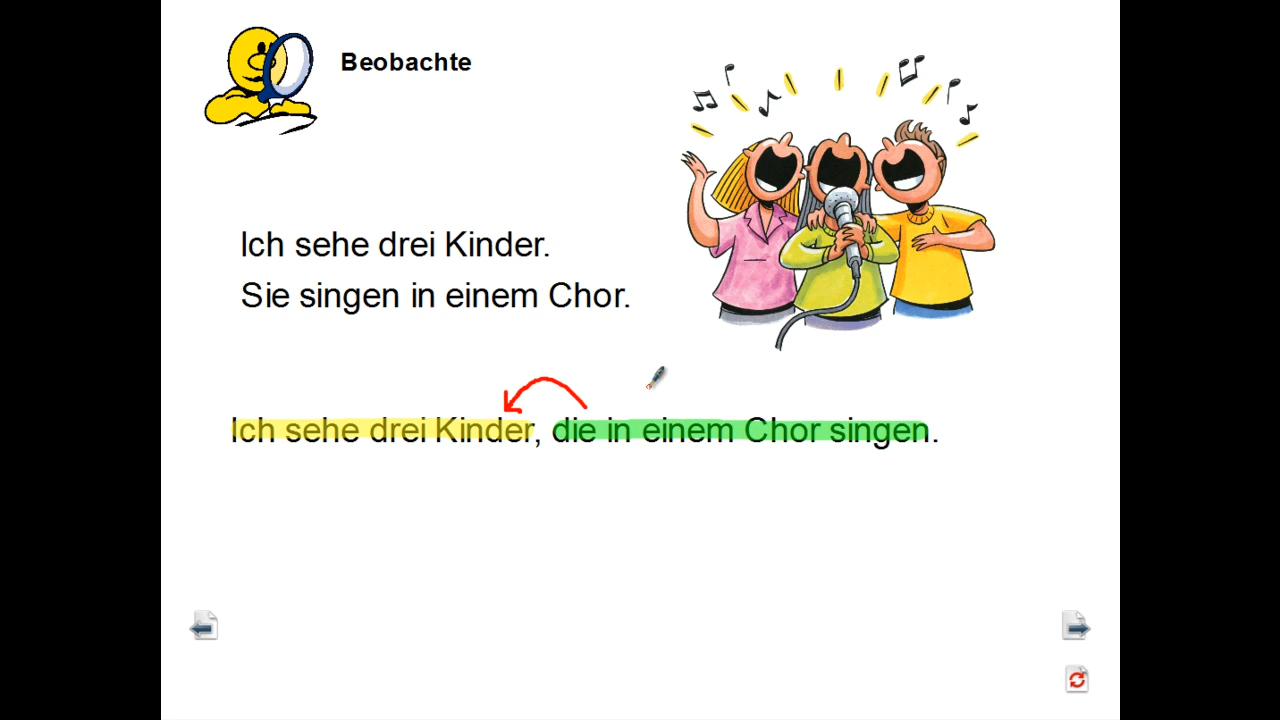 Beobachte
Ich sehe drei Kinder.
Sie singen in einem Chor.
Ich sehe drei Kinder, die in einem Chor singen.